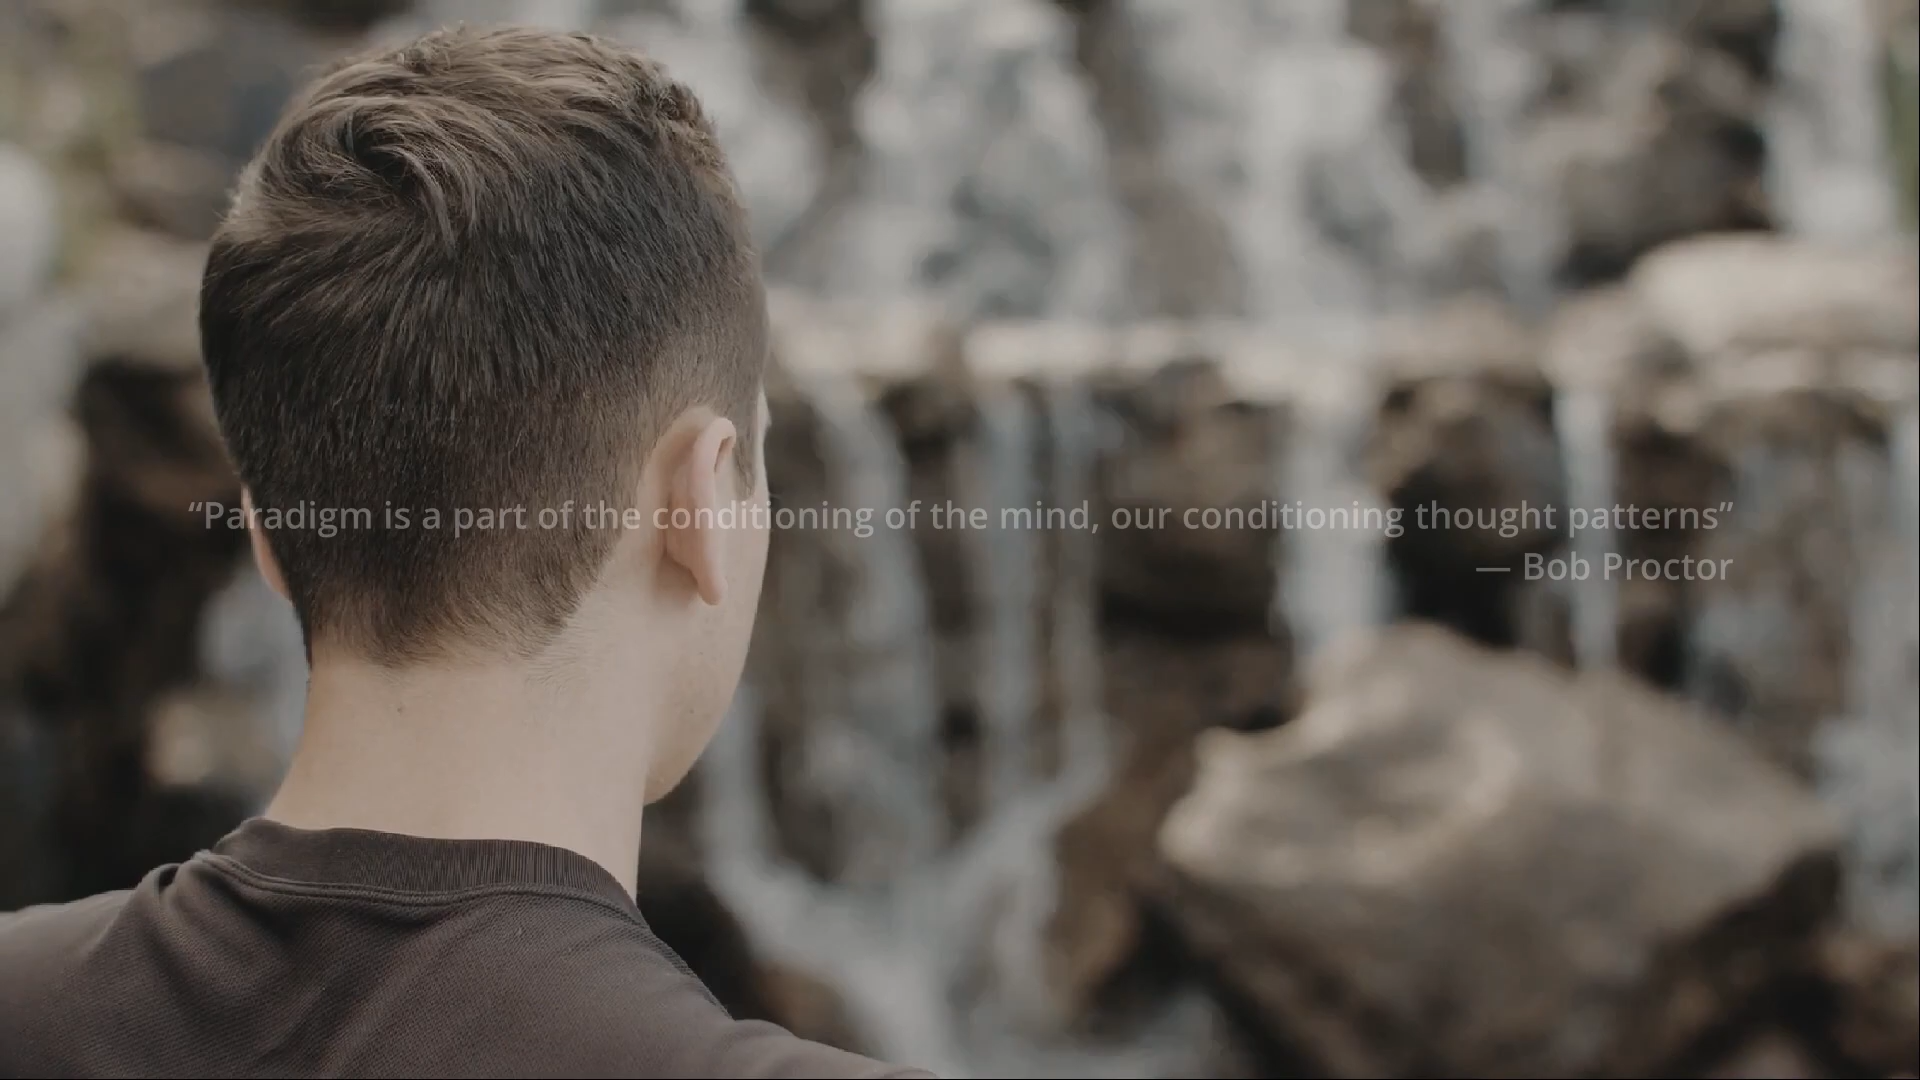 “Paradigm is a part of the conditioning of the mind, our conditioning thought patterns”
— Bob Proctor